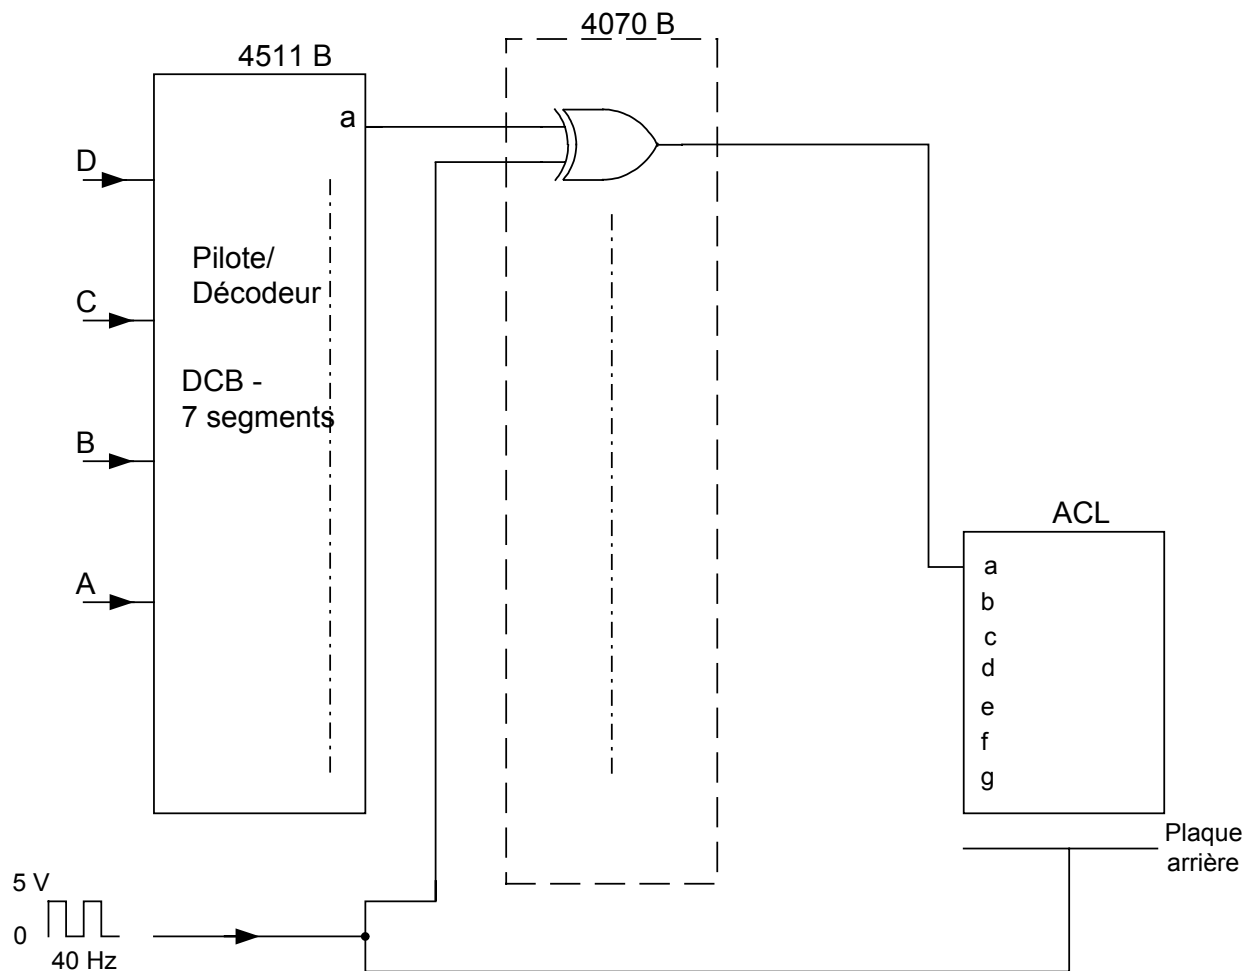 4070 B
4511 B
a
D
Pilote/
Décodeur
C
DCB -
7 segments
B
A
ACL
a
b
c
d
e
f
g
Plaque
arrière
5 V
0
40 Hz